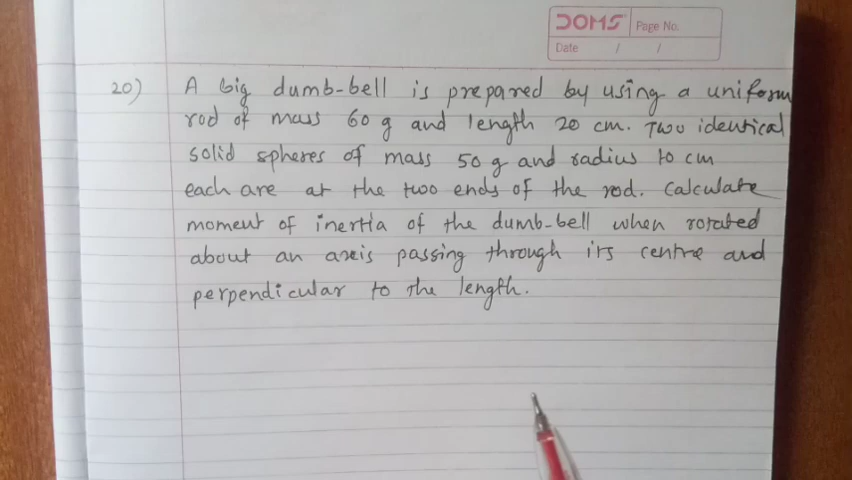 DOMS Page No.
Date / /
20) A big dumb-bell is prepared by using a uniform
rod of mass 60 g and length 20 cm. Two identical
solid spheres of mass 50 g and radius 10 cm
each are at the two ends of the rod. Calculate
moment of inertia of the dumb-bell when rotated
about an axis passing through its centre and
perpendicular to the length.